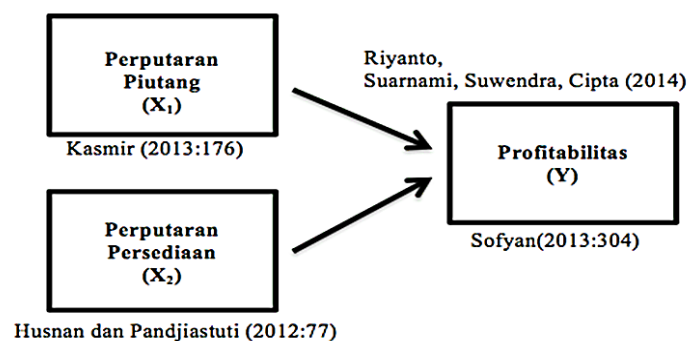 Perputaran
Piutang
(X₁)
Kasmir (2013:176)
Riyanto,
Suarnami, Suwendra, Cipta (2014)
Profitabilitas
(Y)
Sofyan(2013:304)
Perputaran
Persediaan
(X₂)
Husnan dan Pandjiastuti (2012:77)